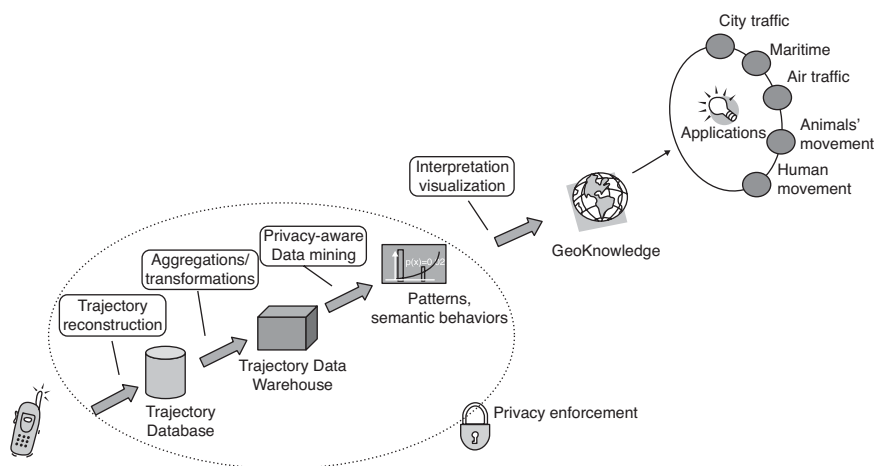 City traffic
Maritime
Air traffic
Applications
Animals'
movement
Human
movement
Interpretation
visualization
GeoKnowledge
Privacy-aware
Data mining
Aggregations/
transformations
Patterns,
semantic behaviors
Trajectory
reconstruction
Trajectory Data
Warehouse
Trajectory
Database
Privacy enforcement